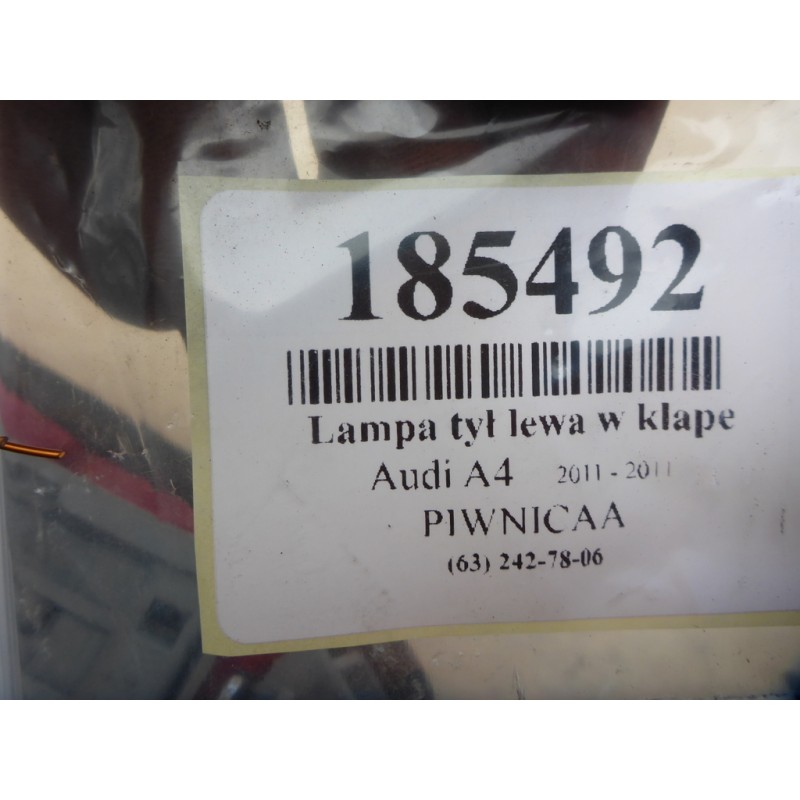 185492
Lampa tył lewa w klape
Audi A4 2011 - 2011
PIWNICAA
(63) 242-78-06